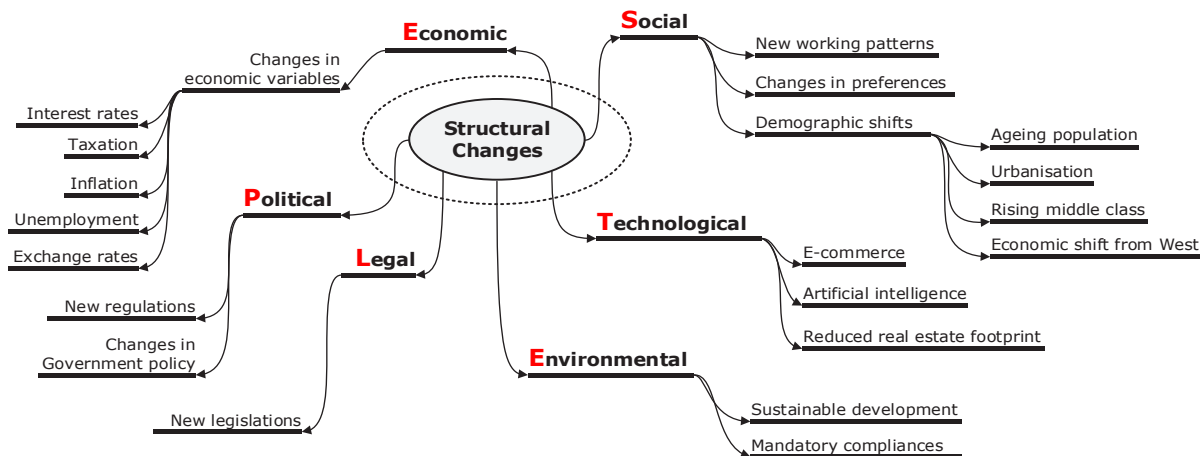 Structural
Changes
Economic
Changes in
economic variables
Interest rates
Taxation
Inflation
Unemployment
Exchange rates
Political
New regulations
Changes in
Government policy
Legal
New legislations
Social
New working patterns
Changes in preferences
Demographic shifts
Ageing population
Urbanisation
Rising middle class
Economic shift from West
Technological
E-commerce
Artificial intelligence
Reduced real estate footprint
Environmental
Sustainable development
Mandatory compliances